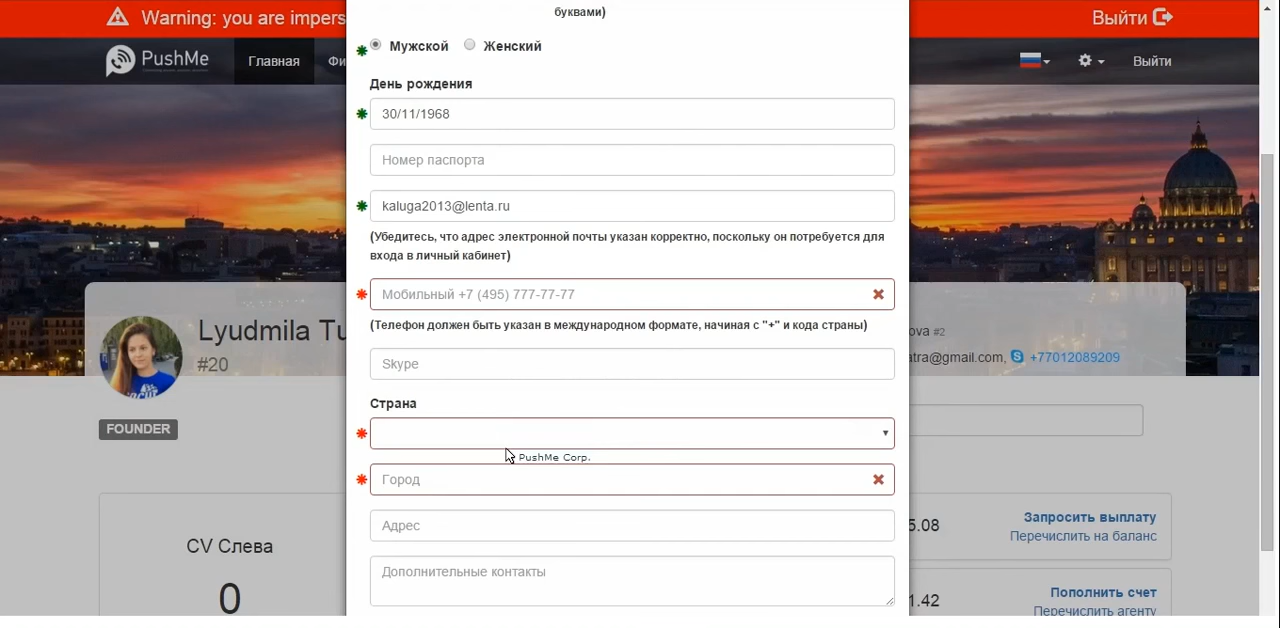 буквами)
Warning: you are impers
Выйти
PushMe
Главная
Фи
Выйти
Мужской Женский
День рождения
30/11/1968
Номер паспорта
kaluga2013@lenta.ru
(Убедитесь, что адрес электронной почты указан корректно, поскольку он потребуется для
входа в личный кабинет)
Мобильный +7 (495) 777-77-77
(Телефон должен быть указан в международном формате, начиная с "+" и кода страны)
Skype
Страна
PushMe Corp.
Город
Адрес
Дополнительные контакты
Lyudmila Tu
#20
FOUNDER
ova #2
atra@gmail.com, +77012089209
CV Слева
0
5.08
Запросить выплату
Перечислить на баланс
1.42
Пополнить счет
Перечислить агенту